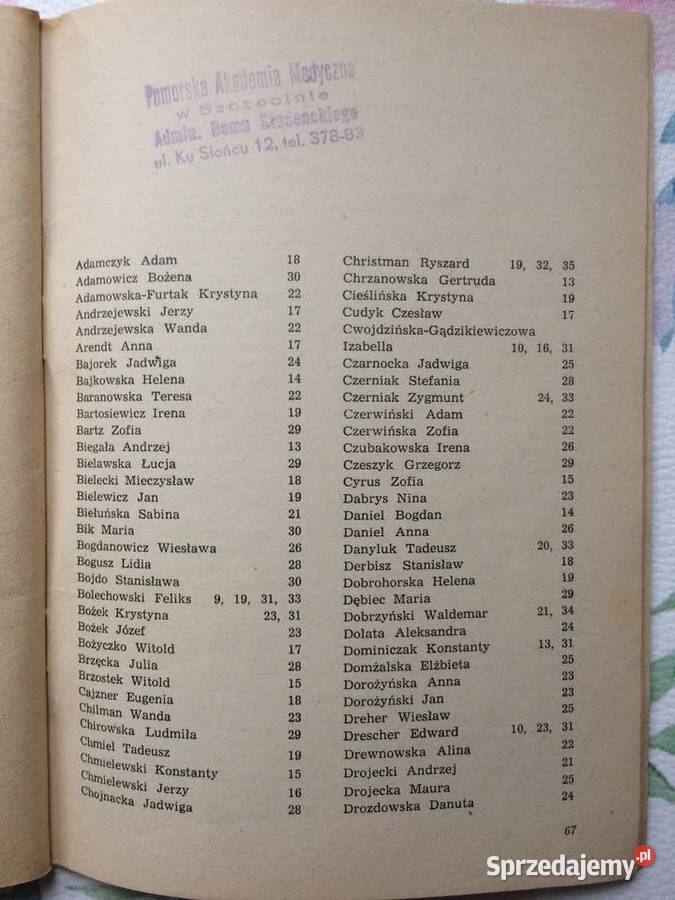 Pomorska Akademia Medyczna
w Szczecinie
Admin. Domu Studenckiego
ul. Ku Słońcu 12, tel. 378-83
Adamczyk Adam 18
Adamowicz Bożena 30
Adamowska-Furtak Krystyna 22
Andrzejewski Jerzy 17
Andrzejewska Wanda 22
Arendt Anna 17
Bajorek Jadwiga 24
Bajkowska Helena 14
Baranowska Teresa 22
Bartosiewicz Irena 19
Bartz Zofia 29
Biegała Andrzej 13
Bielawska Łucja 29
Bielecki Mieczysław 18
Bielewicz Jan 19
Biełuńska Sabina 21
Bik Maria 30
Bogdanowicz Wiesława 26
Bogusz Lidia 28
Bojdo Stanisława 30
Bolechowski Feliks 9, 19, 31, 33
Bożek Krystyna 23, 31
Bożek Józef 23
Bożyczko Witold 17
Brzęcka Julia 28
Brzostek Witold 15
Cajzner Eugenia 18
Chilman Wanda 23
Chirowska Ludmiła 29
Chmiel Tadeusz 19
Chmielewski Konstanty 15
Chmielewski Jerzy 16
Chojnacka Jadwiga 28
Christman Ryszard 19, 32, 35
Chrzanowska Gertruda 13
Cieślińska Krystyna 19
Cudyk Czesław 17
Cwojdzińska-Gądzikiewiczowa
Izabella 10, 16, 31
Czarnocka Jadwiga 25
Czerniak Stefania 28
Czerniak Zygmunt 24, 33
Czerwiński Adam 22
Czerwińska Zofia 22
Czubakowska Irena 26
Czeszyk Grzegorz 29
Cyrus Zofia 15
Dabrys Nina 23
Daniel Bogdan 14
Daniel Anna 26
Danyluk Tadeusz 20, 33
Derbisz Stanisław 18
Dobrohorska Helena 19
Dębiec Maria 29
Dobrzyński Waldemar 21, 34
Dolata Aleksandra 24
Dominiczak Konstanty 13, 31
Domżalska Elżbieta 25
Dorożyńska Anna 23
Dorożyński Jan 23
Dreher Wiesław 25
Drescher Edward 10, 23, 31
Drewnowska Alina 22
Drojecki Andrzej 21
Drojecka Maura 25
Drozdowska Danuta 24
67
Sprzedajemy.pl